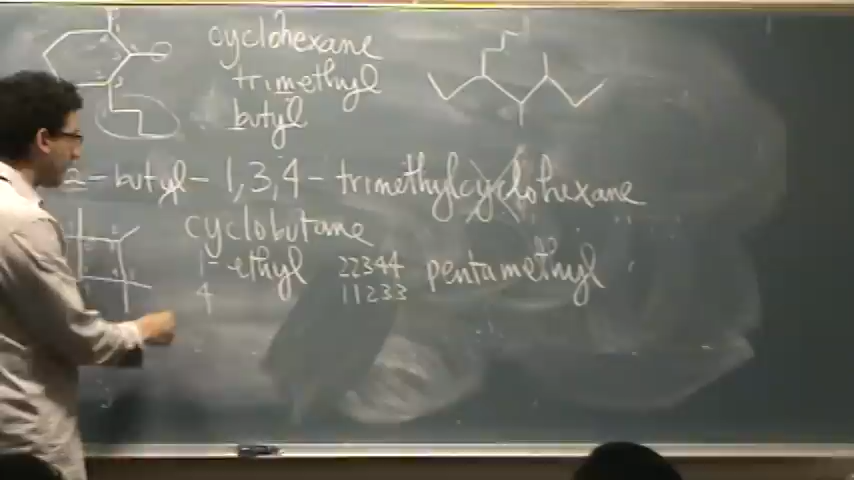 cyclohexane
trimethyl
butyl
2-butyl-1,3,4-trimethylcyclohexane
cyclobutane
1-ethyl 22344 pentamethyl
4 11233